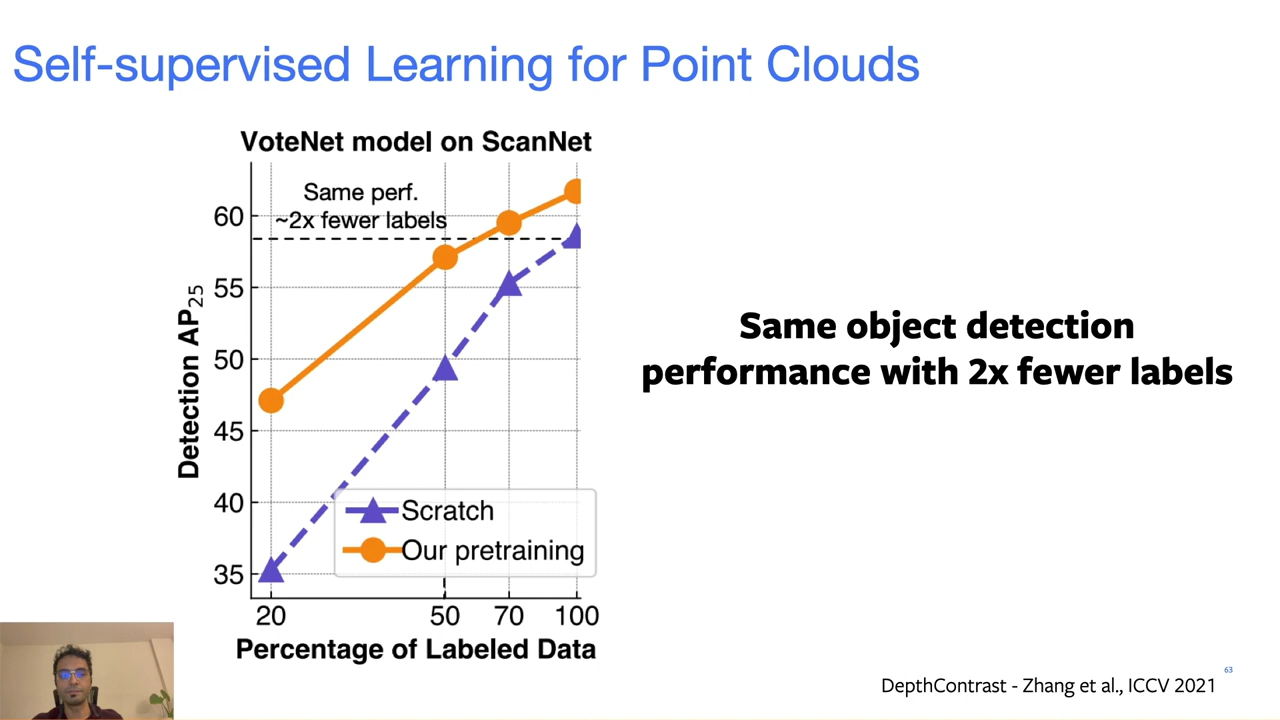 Self-supervised Learning for Point Clouds
VoteNet model on ScanNet
Same perf.
~2x fewer labels
60
55
50
45
40
35
Detection AP25
Scratch
Our pretraining
20 50 70 100
Percentage of Labeled Data
Same object detection
performance with 2x fewer labels
63
DepthContrast - Zhang et al., ICCV 2021